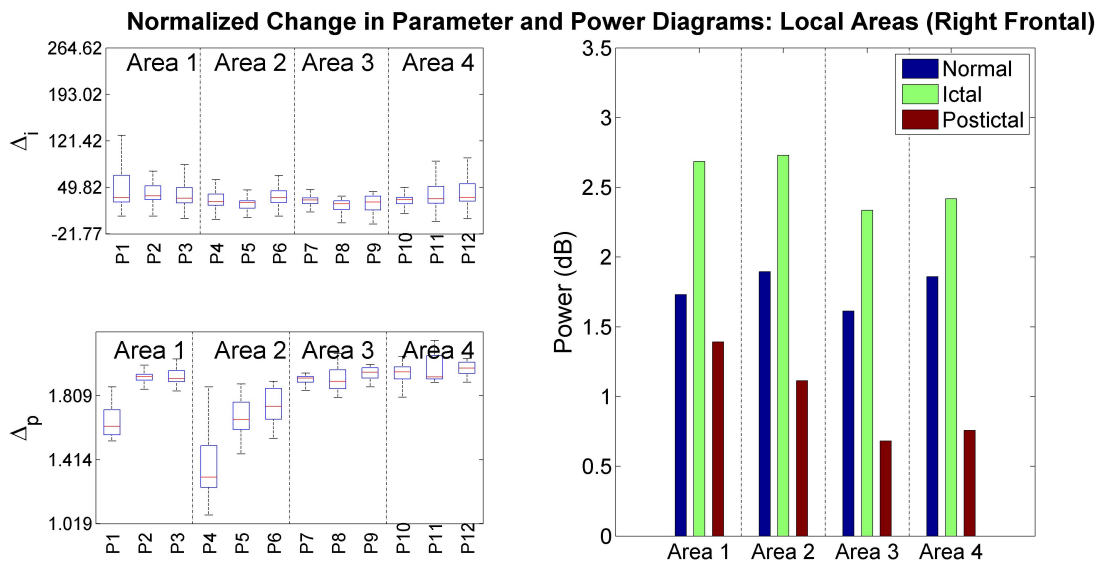 Normalized Change in Parameter and Power Diagrams: Local Areas (Right Frontal)
264.62
193.02
121.42
49.82
-21.77
Δi
Area 1 Area 2 Area 3 Area 4
P1 P2 P3 P4 P5 P6 P7 P8 P9 P10 P11 P12
1.809
1.414
1.019
Δp
Area 1 Area 2 Area 3 Area 4
P1 P2 P3 P4 P5 P6 P7 P8 P9 P10 P11 P12
3.5
3
2.5
2
1.5
1
0.5
0
Power (dB)
Normal
Ictal
Postictal
Area 1 Area 2 Area 3 Area 4